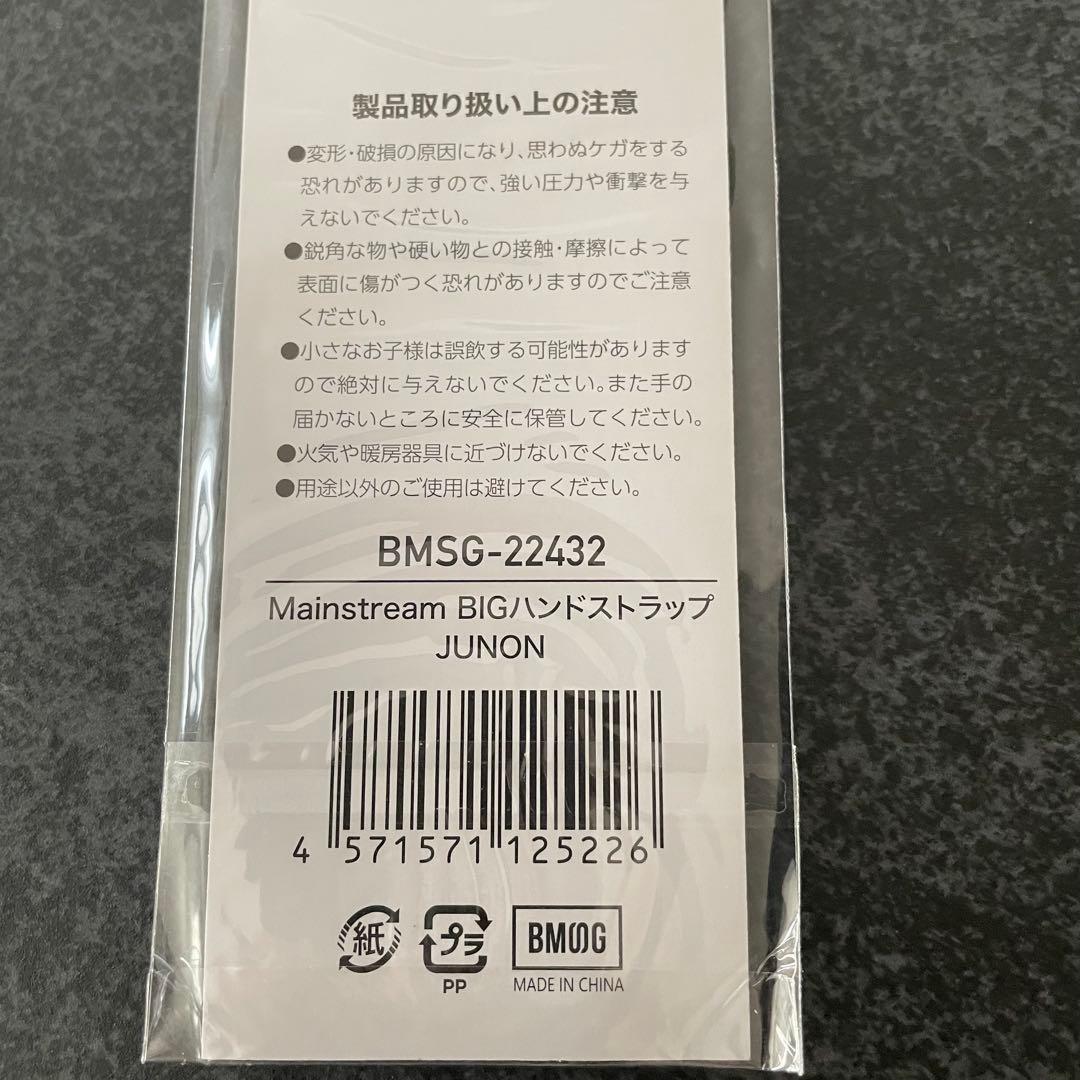 製品取り扱い上の注意
●変形・破損の原因になり、思わぬケガをする
恐れがありますので、強い圧力や衝撃を与
えないでください。
●鋭角な物や硬い物との接触・摩擦によって
表面に傷がつく恐れがありますのでご注意
ください。
●小さなお子様は誤飲する可能性があります
ので絶対に与えないでください。また手の
届かないところに安全に保管してください。
●火気や暖房器具に近づけないでください。
●用途以外のご使用は避けてください。
BMSG-22432
Mainstream BIGハンドストラップ
JUNON
4 571571 125226
紙 プラ BMSG
PP MADE IN CHINA